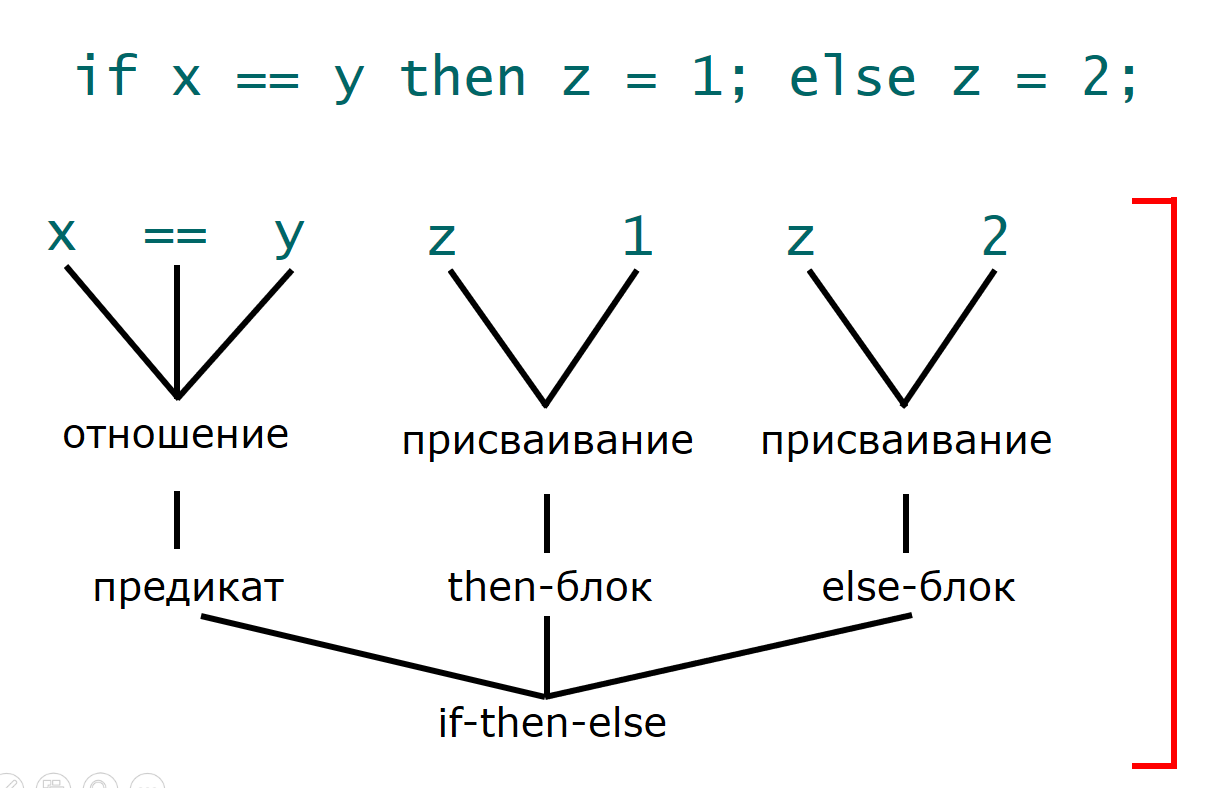 if x == y then z = 1; else z = 2;
x == y z 1 z 2
отношение присваивание присваивание
предикат then-блок else-блок
if-then-else